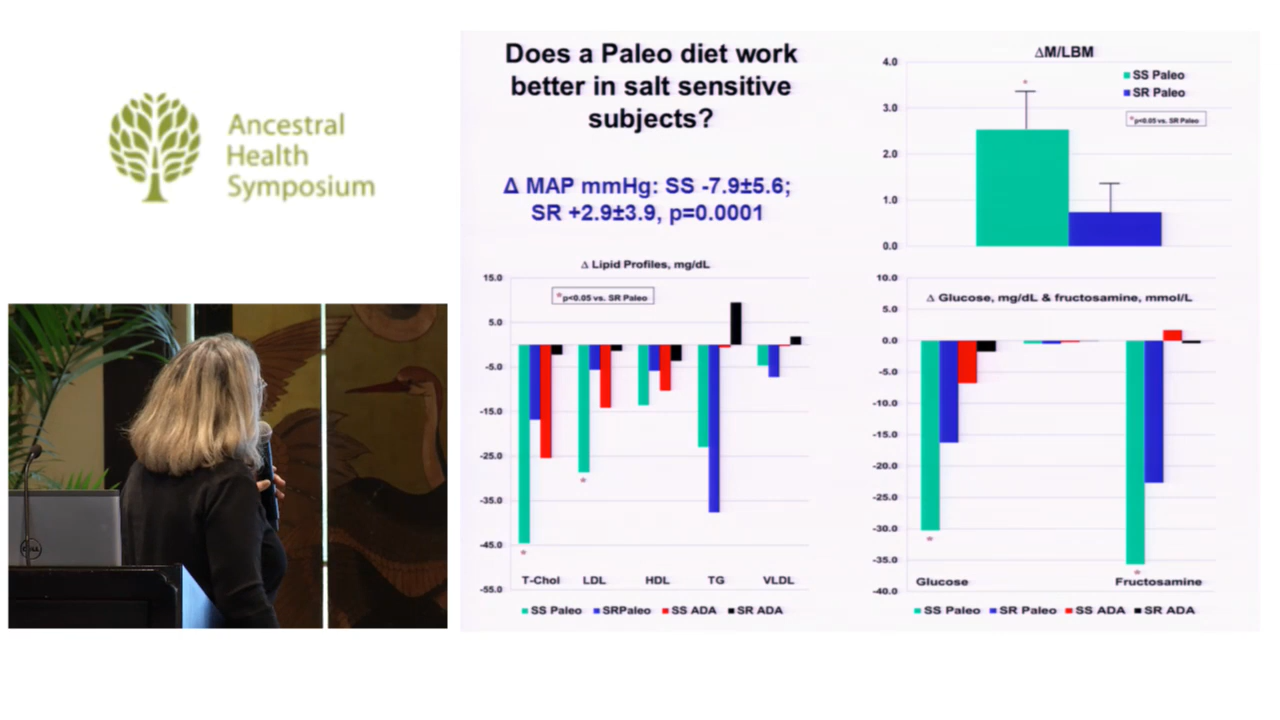 Ancestral
Health
Symposium
Does a Paleo diet work
better in salt sensitive
subjects?
Δ MAP mmHg: SS -7.9±5.6;
SR +2.9±3.9, p=0.0001
ΔM/LBM
4.0
3.0
2.0
1.0
0.0
SS Paleo
SR Paleo
*p<0.05 vs. SR Paleo
*
Δ Lipid Profiles, mg/dL
15.0
5.0
-5.0
-15.0
-25.0
-35.0
-45.0
-55.0
*p<0.05 vs. SR Paleo
*
*
T-Chol LDL HDL TG VLDL
SS Paleo SRPaleo SS ADA SR ADA
Δ Glucose, mg/dL & fructosamine, mmol/L
10.0
5.0
0.0
-5.0
-10.0
-15.0
-20.0
-25.0
-30.0
-35.0
-40.0
*
*
Glucose Fructosamine
SS Paleo SR Paleo SS ADA SR ADA
DELL